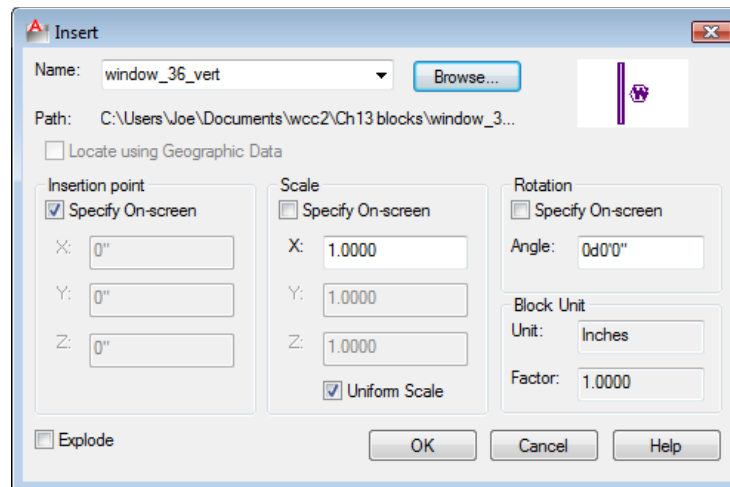 Insert
Name: window_36_vert Browse...
Path: C:\Users\Joe\Documents\wcc2\Ch13 blocks\window_3...
Locate using Geographic Data
Insertion point Scale Rotation
Specify On-screen Specify On-screen Specify On-screen
X: 0" X: 1.0000 Angle: 0d0'0"
Y: 0" Y: 1.0000 Block Unit
Unit: Inches
Z: 0" Z: 1.0000
Factor: 1.0000
Uniform Scale
Explode OK Cancel Help